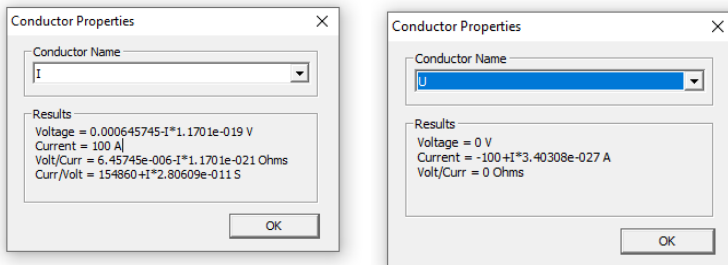 Conductor Properties
Conductor Name
I
Results
Voltage = 0.000645745-I*1.1701e-019 V
Current = 100 A
Volt/Curr = 6.45745e-006-I*1.1701e-021 Ohms
Curr/Volt = 154860+I*2.80609e-011 S
OK
Conductor Properties
Conductor Name
U
Results
Voltage = 0 V
Current = -100+I*3.40308e-027 A
Volt/Curr = 0 Ohms
OK